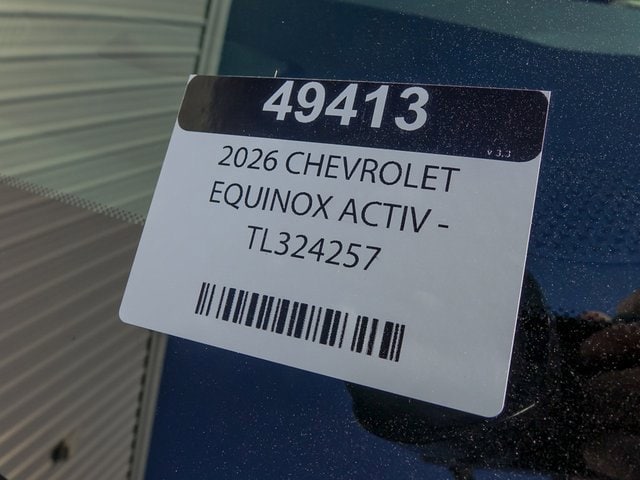 49413
v 3.3
2026 CHEVROLET
EQUINOX ACTIV -
TL324257